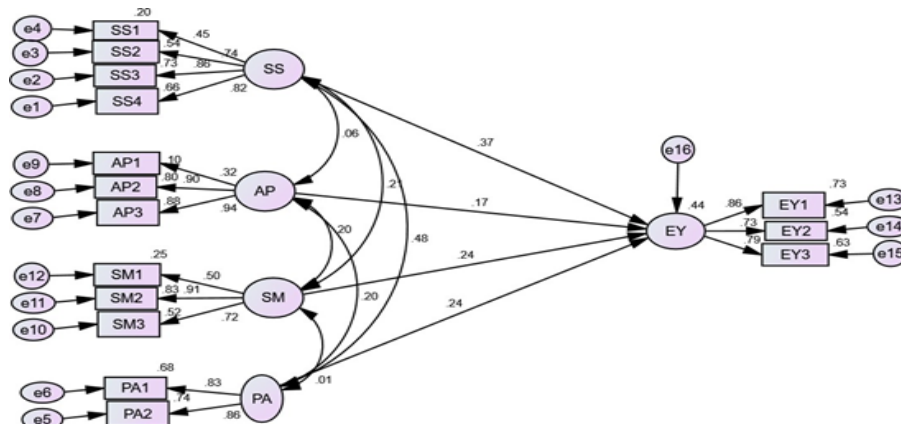 .20
e4 SS1 .45
e3 SS2 .54 .74 SS
e2 SS3 .73 .86
e1 SS4 .66 .82
.06
.37
e16
e9 AP1 .10 .32
e8 AP2 .80 .90 AP
e7 AP3 .88 .94
.21
.17
.44 .86 EY1 .73 e13
EY .73 EY2 .54 e14
.79 EY3 .63 e15
.20
.48
.25
e12 SM1 .50
e11 SM2 .83 .91 SM
e10 SM3 .52 .72
.24
.20
.24
.01
.68
e6 PA1 .83
e5 PA2 .74 .86 PA